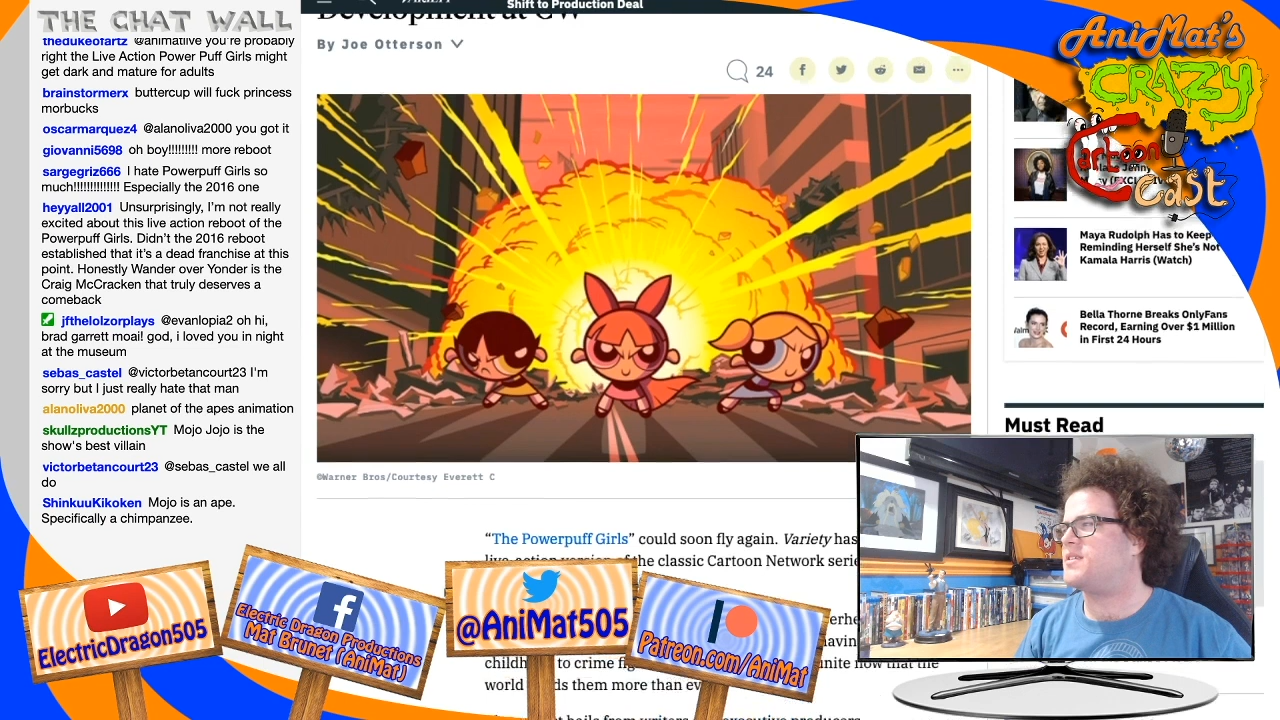 THE CHAT WALL
thedukeofartz @animatlive you're probably
right the Live Action Power Puff Girls might
get dark and mature for adults
brainstormerx buttercup will fuck princess
morbucks
oscarmarquez4 @alanoliva2000 you got it
giovanni5698 oh boy!!!!!!!!! more reboot
sargegriz666 I hate Powerpuff Girls so
much!!!!!!!!!!!!!! Especially the 2016 one
heyyall2001 Unsurprisingly, I'm not really
excited about this live action reboot of the
Powerpuff Girls. Didn't the 2016 reboot
established that it's a dead franchise at this
point. Honestly Wander over Yonder is the
Craig McCracken that truly deserves a
comeback
jfthelolzorplays @evanlopia2 oh hi,
brad garrett moai! god, i loved you in night
at the museum
sebas_castel @victorbetancourt23 I'm
sorry but I just really hate that man
alanoliva2000 planet of the apes animation
skullzproductionsYT Mojo Jojo is the
show's best villain
victorbetancourt23 @sebas_castel we all
do
ShinkuuKikoken Mojo is an ape.
Specifically a chimpanzee.
Shift to Production Deal
Development at CW
By Joe Otterson
24
©Warner Bros/Courtesy Everett C
"The Powerpuff Girls" could soon fly again. Variety has
live-action version of the classic Cartoon Network serie
childh to crime fig nite now that the
world ds them more than ev
AniMat's
CRAZY
Cartoon
Cast
Maya Rudolph Has to Keep
Reminding Herself She's Not
Kamala Harris (Watch)
Bella Thorne Breaks OnlyFans
Record, Earning Over $1 Million
in First 24 Hours
Must Read
ElectricDragon505
Electric Dragon Productions
Mat Brunet (AniMat)
@AniMat505
Patreon.com/AniMat